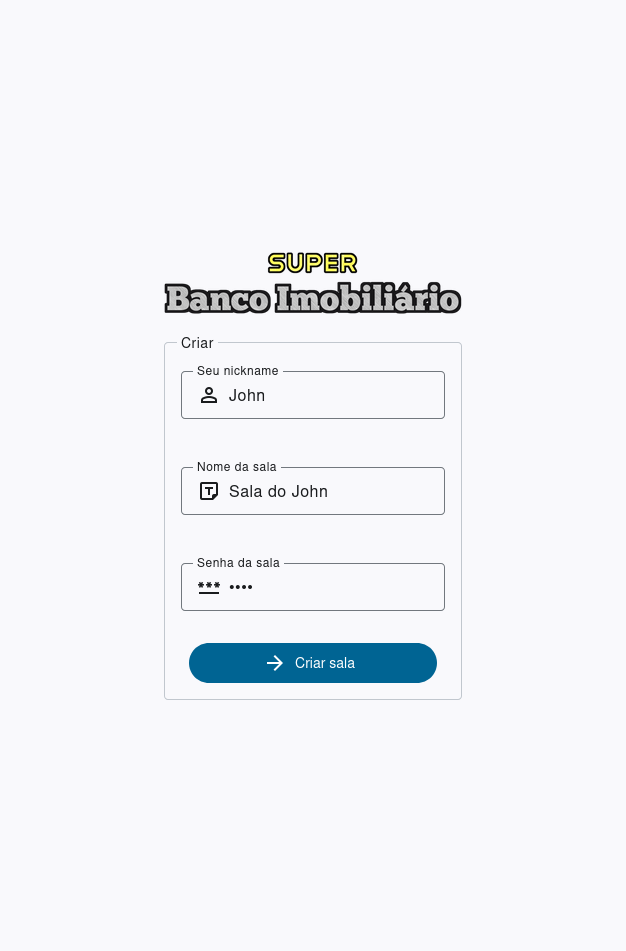 SUPER
Banco Imobiliário
Criar
Seu nickname
John
Nome da sala
Sala do John
Senha da sala
*** ••••
Criar sala